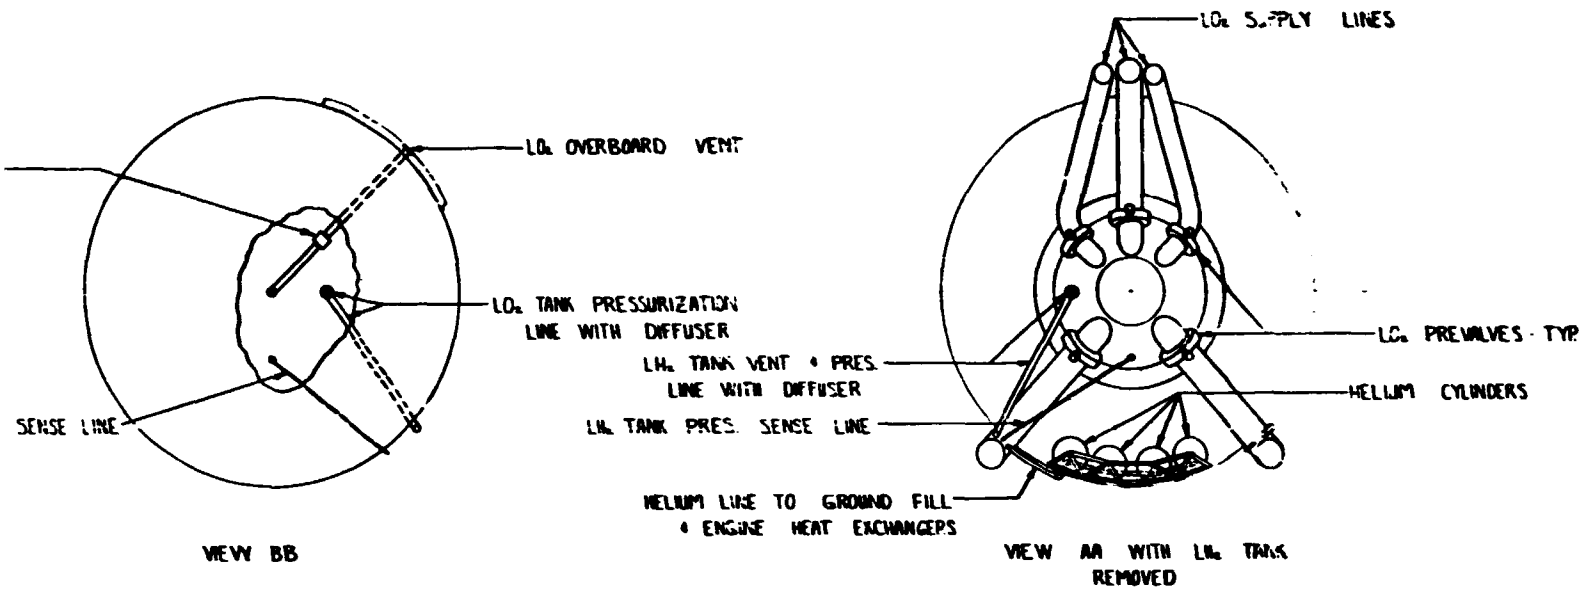 LO₂ SUPPLY LINES
LO₂ OVERBOARD VENT
LO₂ TANK PRESSURIZATION
LINE WITH DIFFUSER
SENSE LINE
VIEW BB
LO₂ PREVALVES - TYP.
LH₂ TANK VENT & PRES.
LINE WITH DIFFUSER
HELIUM CYLINDERS
LH₂ TANK PRES. SENSE LINE
HELIUM LINE TO GROUND FILL
& ENGINE HEAT EXCHANGERS
VIEW AA WITH LH₂ TANK
REMOVED